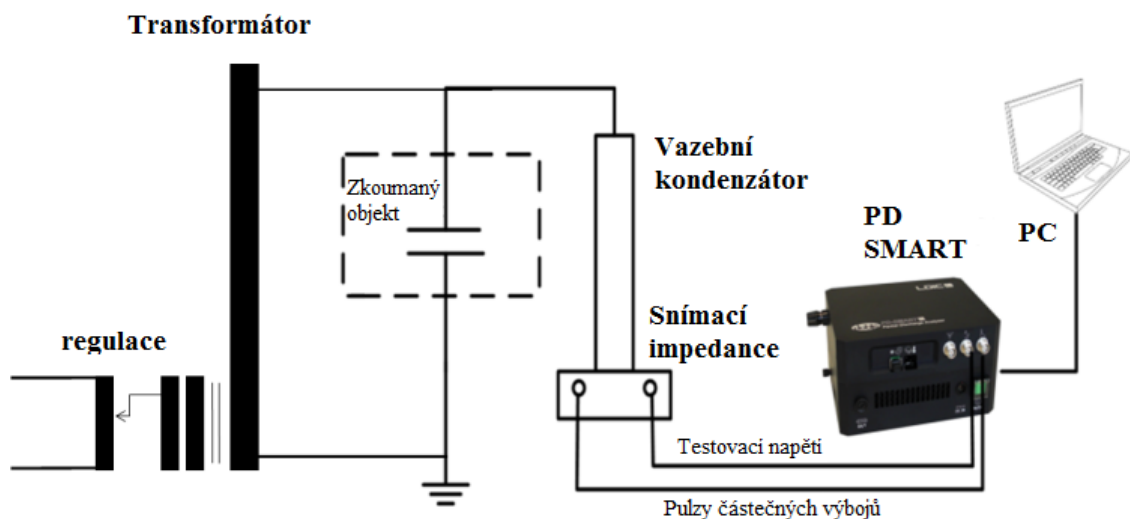 Transformátor
Zkoumaný
objekt
Vazební
kondenzátor
PD
SMART
PC
regulace
Snímací
impedance
Testovací napětí
Pulzy částečných výbojů